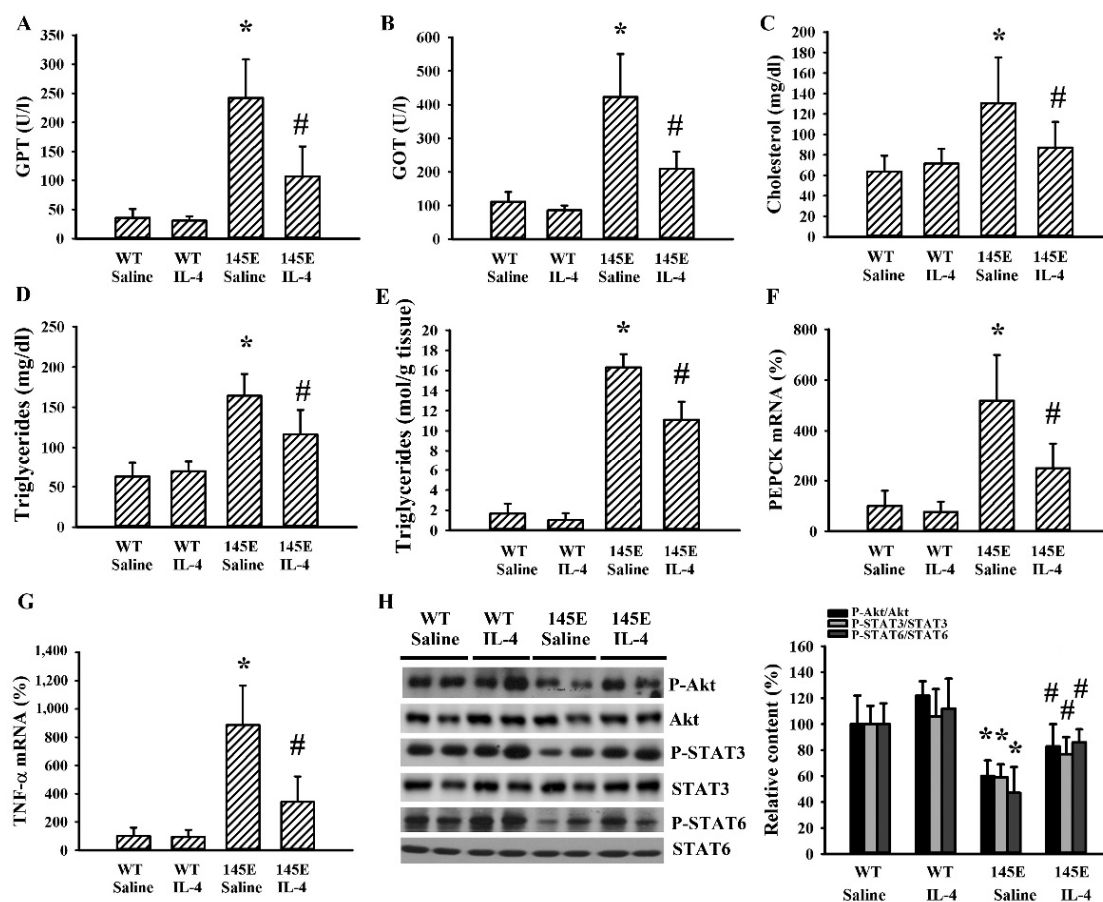 A
GPT (U/l)
350
300
250
200
150
100
50
0
*
#
WT WT 145E 145E
Saline IL-4 Saline IL-4
B
GOT (U/l)
600
400
200
100
0
*
#
WT WT 145E 145E
Saline IL-4 Saline IL-4
C
Cholesterol (mg/dl)
200
180
160
140
120
100
80
60
40
20
0
*
#
WT WT 145E 145E
Saline IL-4 Saline IL-4
D
Triglycerides (mg/dl)
250
200
150
100
50
0
*
#
WT WT 145E 145E
Saline IL-4 Saline IL-4
E
Triglycerides (mol/g tissue)
18
16
14
12
10
8
6
4
2
0
*
#
WT WT 145E 145E
Saline IL-4 Saline IL-4
F
PEPCK mRNA (%)
800
600
400
200
0
*
#
WT WT 145E 145E
Saline IL-4 Saline IL-4
G
TNF-α mRNA (%)
1,400
1,200
1,000
800
600
400
200
0
*
#
WT WT 145E 145E
Saline IL-4 Saline IL-4
H
WT WT 145E 145E
Saline IL-4 Saline IL-4
P-Akt
Akt
P-STAT3
STAT3
P-STAT6
STAT6
P-Akt/Akt
P-STAT3/STAT3
P-STAT6/STAT6
Relative content (%)
160
140
120
100
80
60
40
20
0
***
###
WT WT 145E 145E
Saline IL-4 Saline IL-4